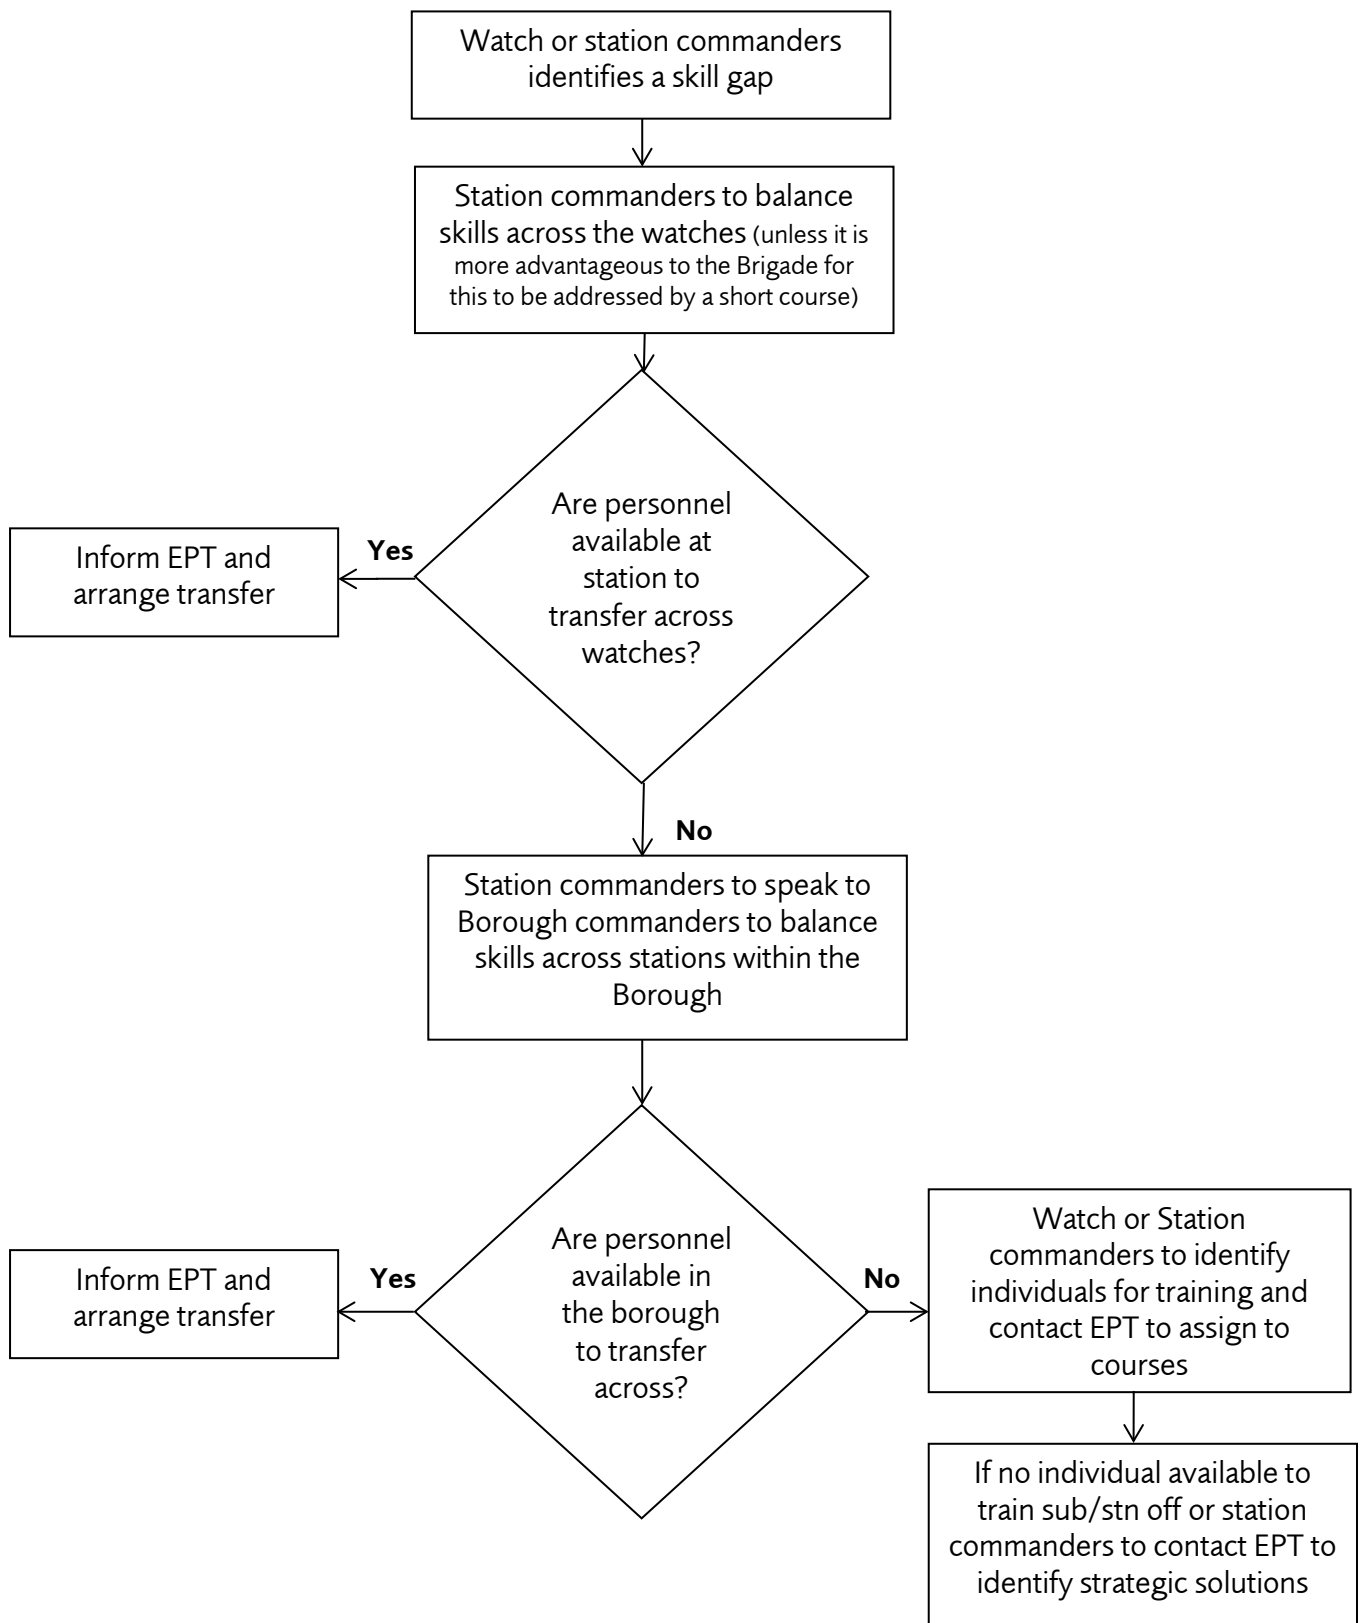 Watch or station commanders
identifies a skill gap
Station commanders to balance
skills across the watches (unless it is
more advantageous to the Brigade for
this to be addressed by a short course)
Are personnel
available at
station to
transfer across
watches?
Yes
Inform EPT and
arrange transfer
No
Station commanders to speak to
Borough commanders to balance
skills across stations within the
Borough
Are personnel
available in
the borough
to transfer
across?
Yes
Inform EPT and
arrange transfer
No
Watch or Station
commanders to identify
individuals for training and
contact EPT to assign to
courses
If no individual available to
train sub/stn off or station
commanders to contact EPT to
identify strategic solutions